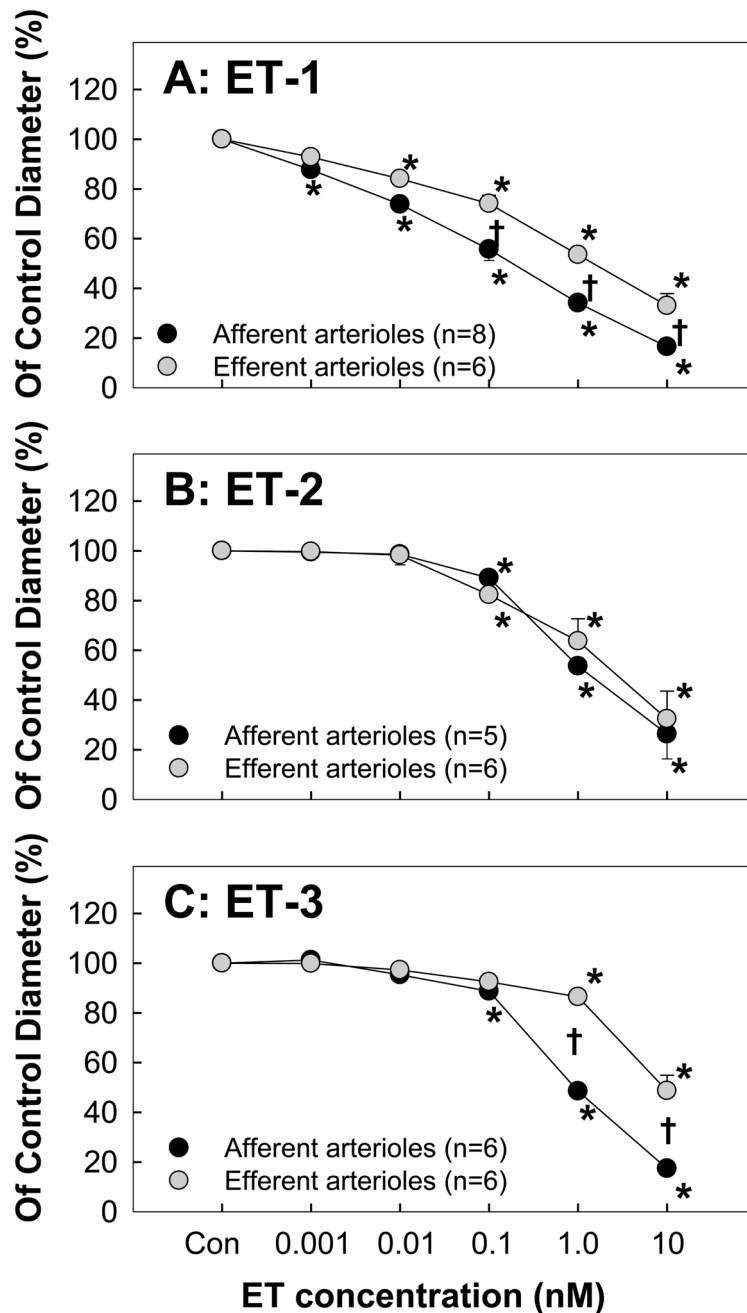 A: ET-1
Of Control Diameter (%)
120
100
80
60
40
20
0
* * * * *
* * * * *
† † †
Afferent arterioles (n=8)
Efferent arterioles (n=6)
B: ET-2
Of Control Diameter (%)
120
100
80
60
40
20
0
* * *
* * *
Afferent arterioles (n=5)
Efferent arterioles (n=6)
C: ET-3
Of Control Diameter (%)
120
100
80
60
40
20
0
* *
* * *
† †
Afferent arterioles (n=6)
Efferent arterioles (n=6)
Con 0.001 0.01 0.1 1.0 10
ET concentration (nM)